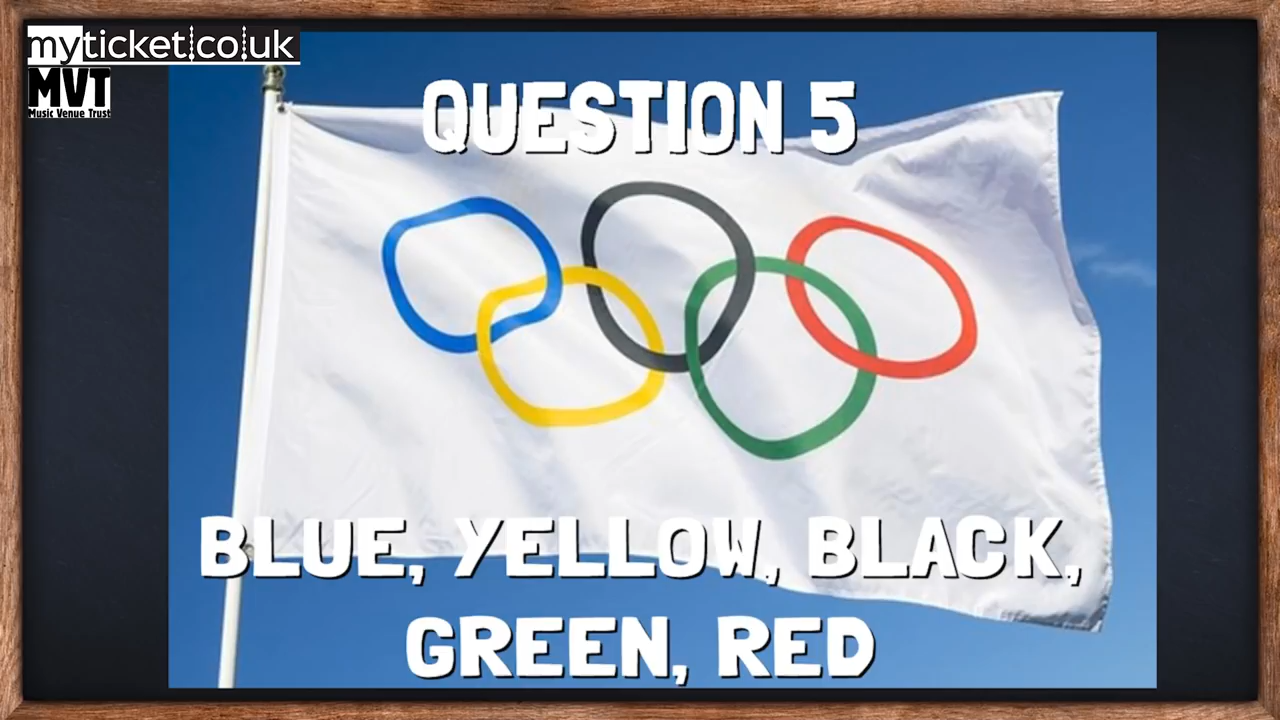 myticket.co.uk
MVT
Music Venue Trust
QUESTION 5
BLUE, YELLOW, BLACK,
GREEN, RED